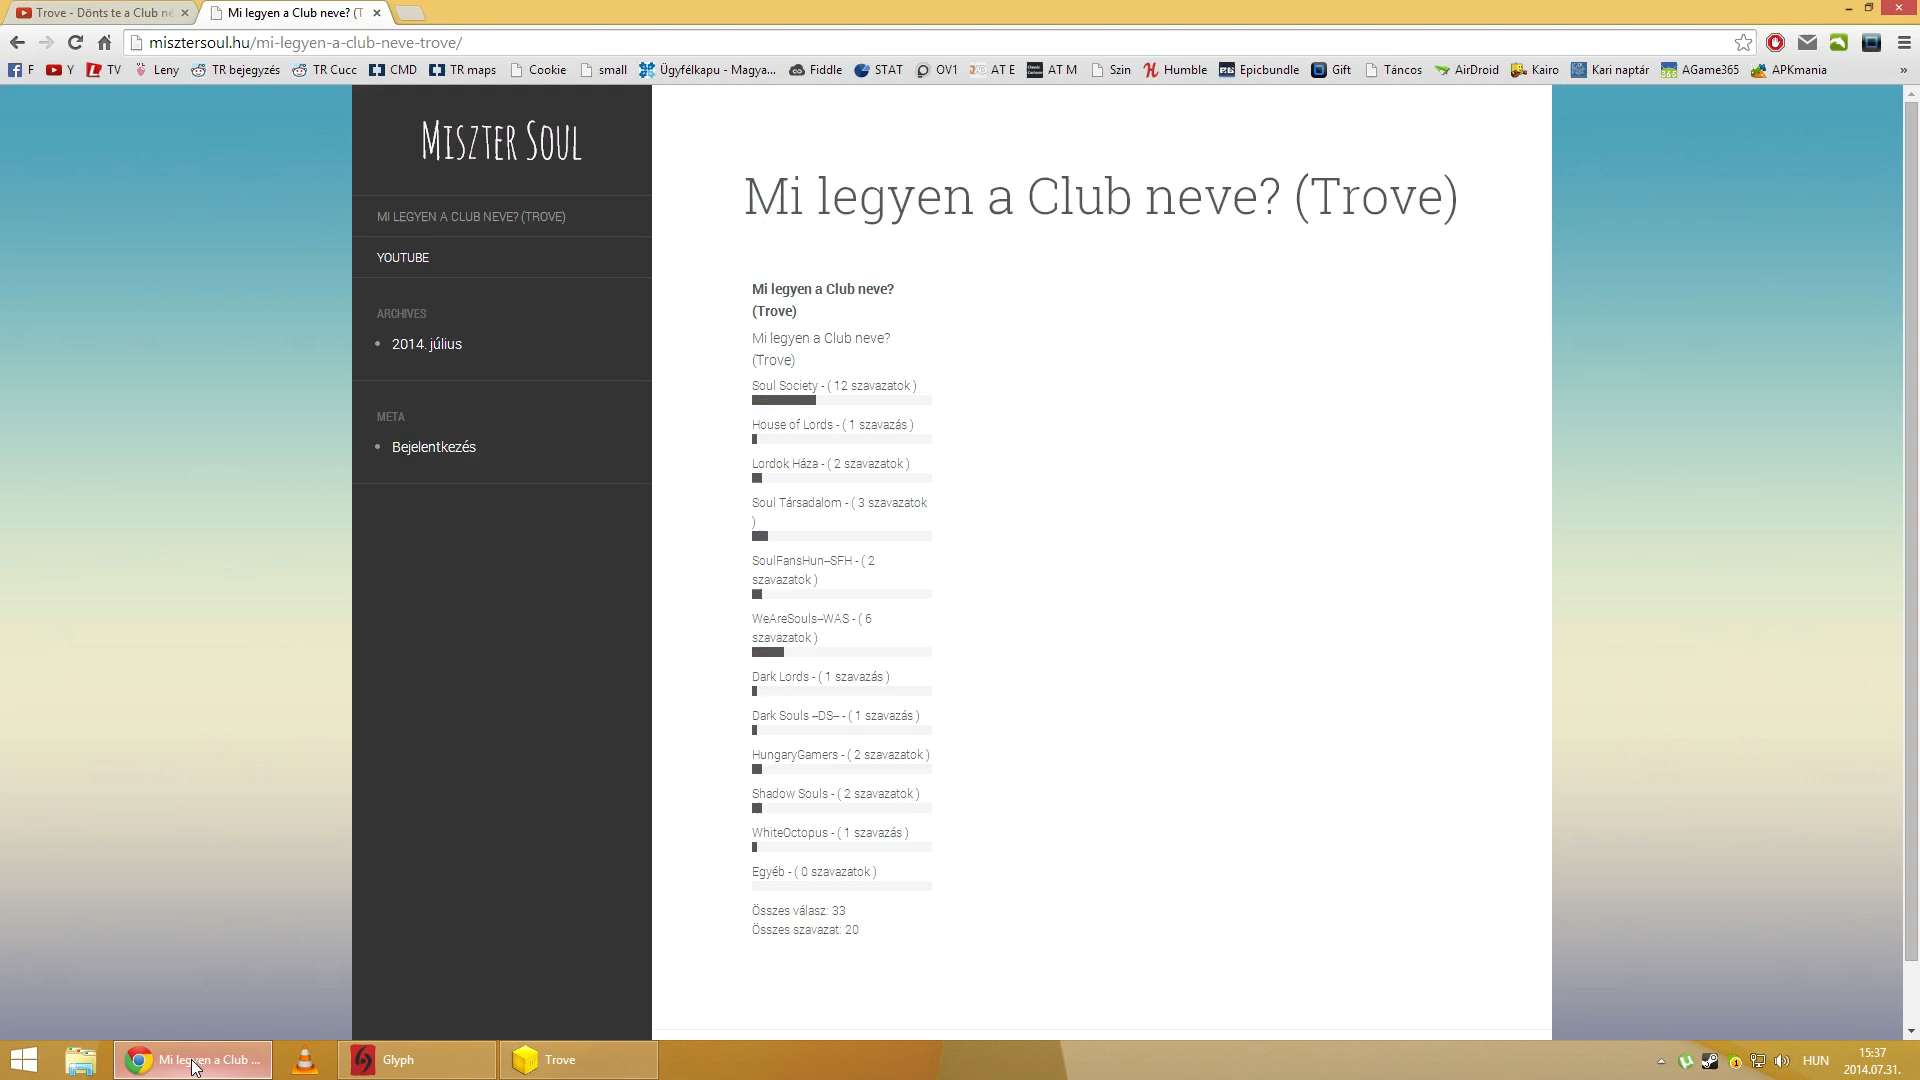 Trove - Dönts te a Club né
Mi legyen a Club neve? (T
misztersoul.hu/mi-legyen-a-club-neve-trove/
F
Y
TV
Leny
TR bejegyzés
TR Cucc
CMD
TR maps
Cookie
small
Ügyfélkapu - Magya...
Fiddle
STAT
OV1
AT E
AT M
Szin
Humble
Epicbundle
Gift
Táncos
AirDroid
Kairo
Kari naptár
AGame365
APKmania
»
Miszter Soul
MI LEGYEN A CLUB NEVE? (TROVE)
YOUTUBE
ARCHIVES
2014. július
META
Bejelentkezés
Mi legyen a Club neve? (Trove)
Mi legyen a Club neve?
(Trove)
Mi legyen a Club neve?
(Trove)
Soul Society - ( 12 szavazatok )
House of Lords - ( 1 szavazás )
Lordok Háza - ( 2 szavazatok )
Soul Társadalom - ( 3 szavazatok
)
SoulFansHun--SFH - ( 2
szavazatok )
WeAreSouls--WAS - ( 6
szavazatok )
Dark Lords - ( 1 szavazás )
Dark Souls --DS-- - ( 1 szavazás )
HungaryGamers - ( 2 szavazatok )
Shadow Souls - ( 2 szavazatok )
WhiteOctopus - ( 1 szavazás )
Egyéb - ( 0 szavazatok )
Összes válasz: 33
Összes szavazat: 20
Mi legyen a Club ...
Glyph
Trove
HUN
15:37
2014.07.31.